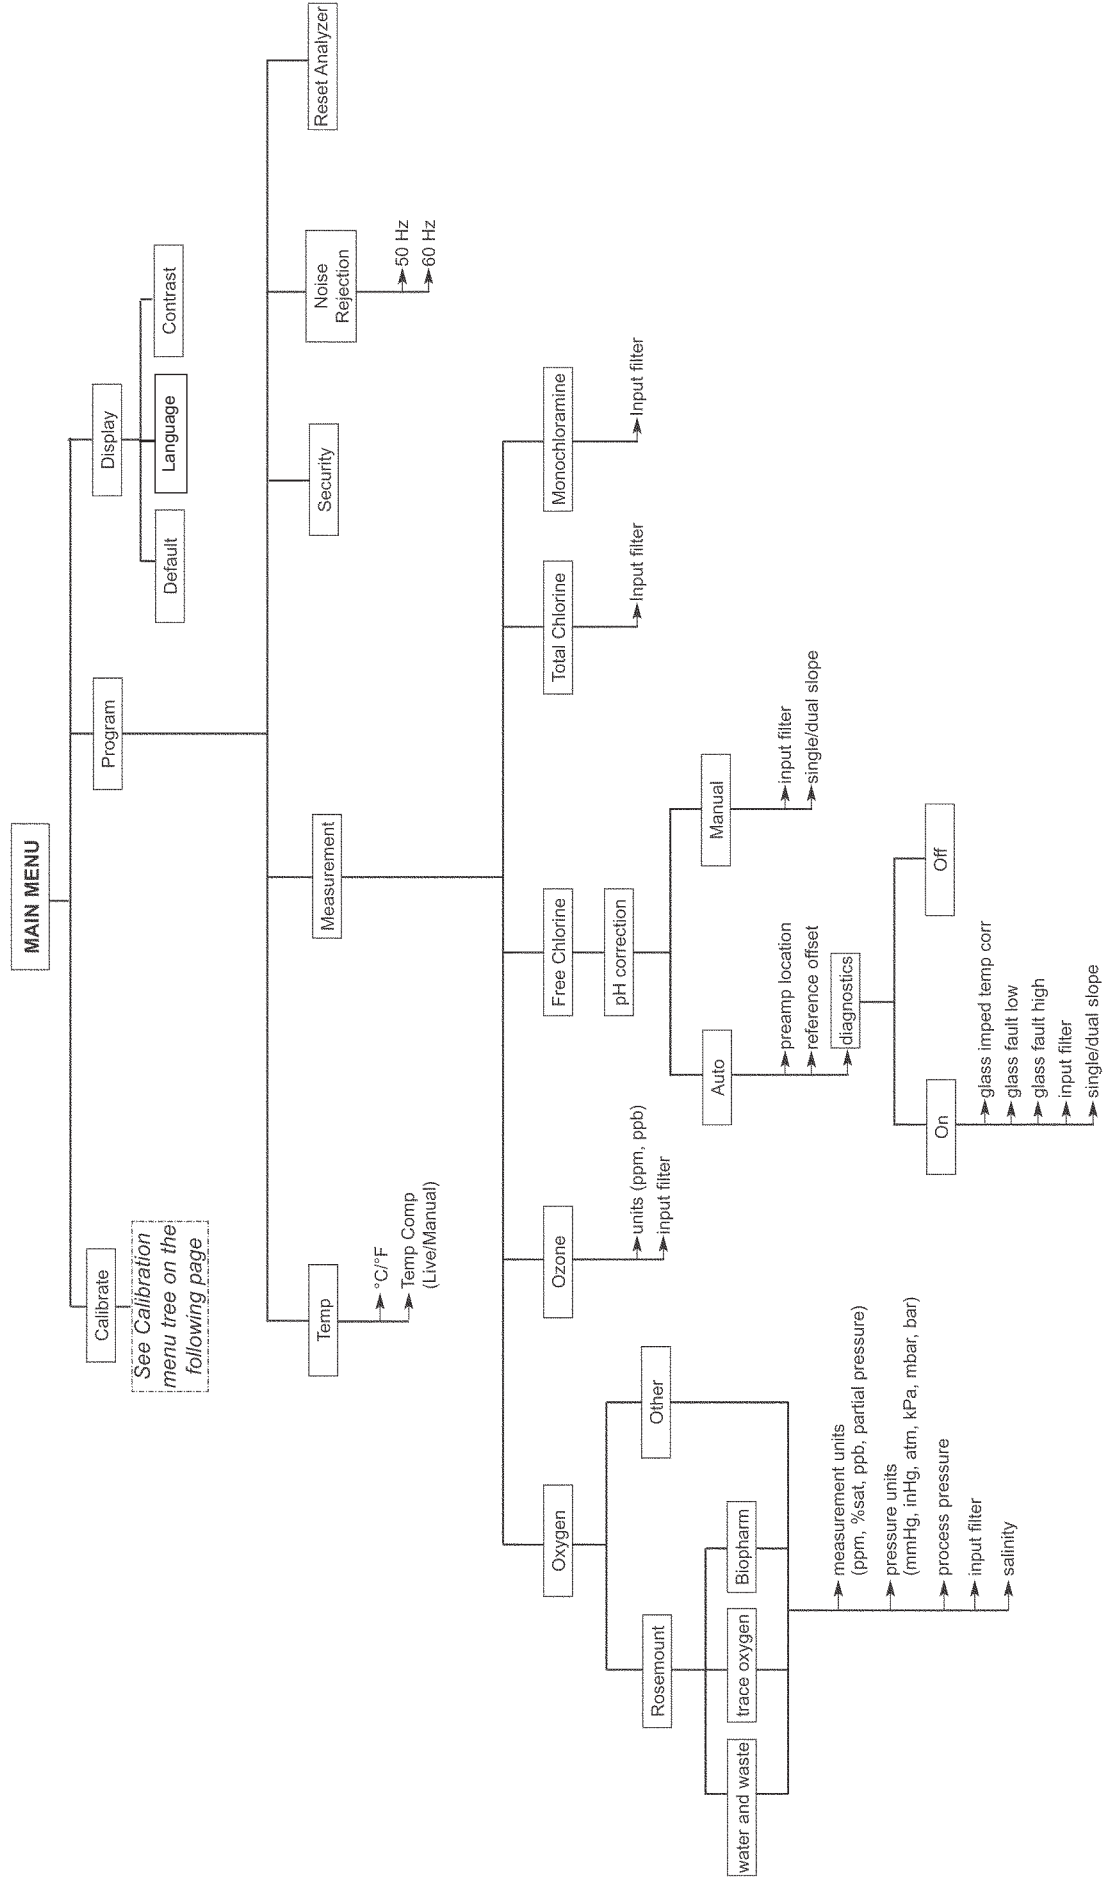 MAIN MENU
Calibrate
Program
Display
See Calibration
menu tree on the
following page
Default
Language
Contrast
Temp
Measurement
Security
Noise
Rejection
Reset Analyzer
°C/°F
Temp Comp
(Live/Manual)
50 Hz
60 Hz
Oxygen
Ozone
Free Chlorine
Total Chlorine
Monochloramine
Rosemount
Other
units (ppm, ppb)
input filter
pH correction
Input filter
Input filter
water and waste
trace oxygen
Biopharm
Auto
Manual
measurement units
(ppm, %sat, ppb, partial pressure)
pressure units
(mmHg, inHg, atm, kPa, mbar, bar)
process pressure
input filter
salinity
preamp location
reference offset
diagnostics
input filter
single/dual slope
On
Off
glass imped temp corr
glass fault low
glass fault high
input filter
single/dual slope